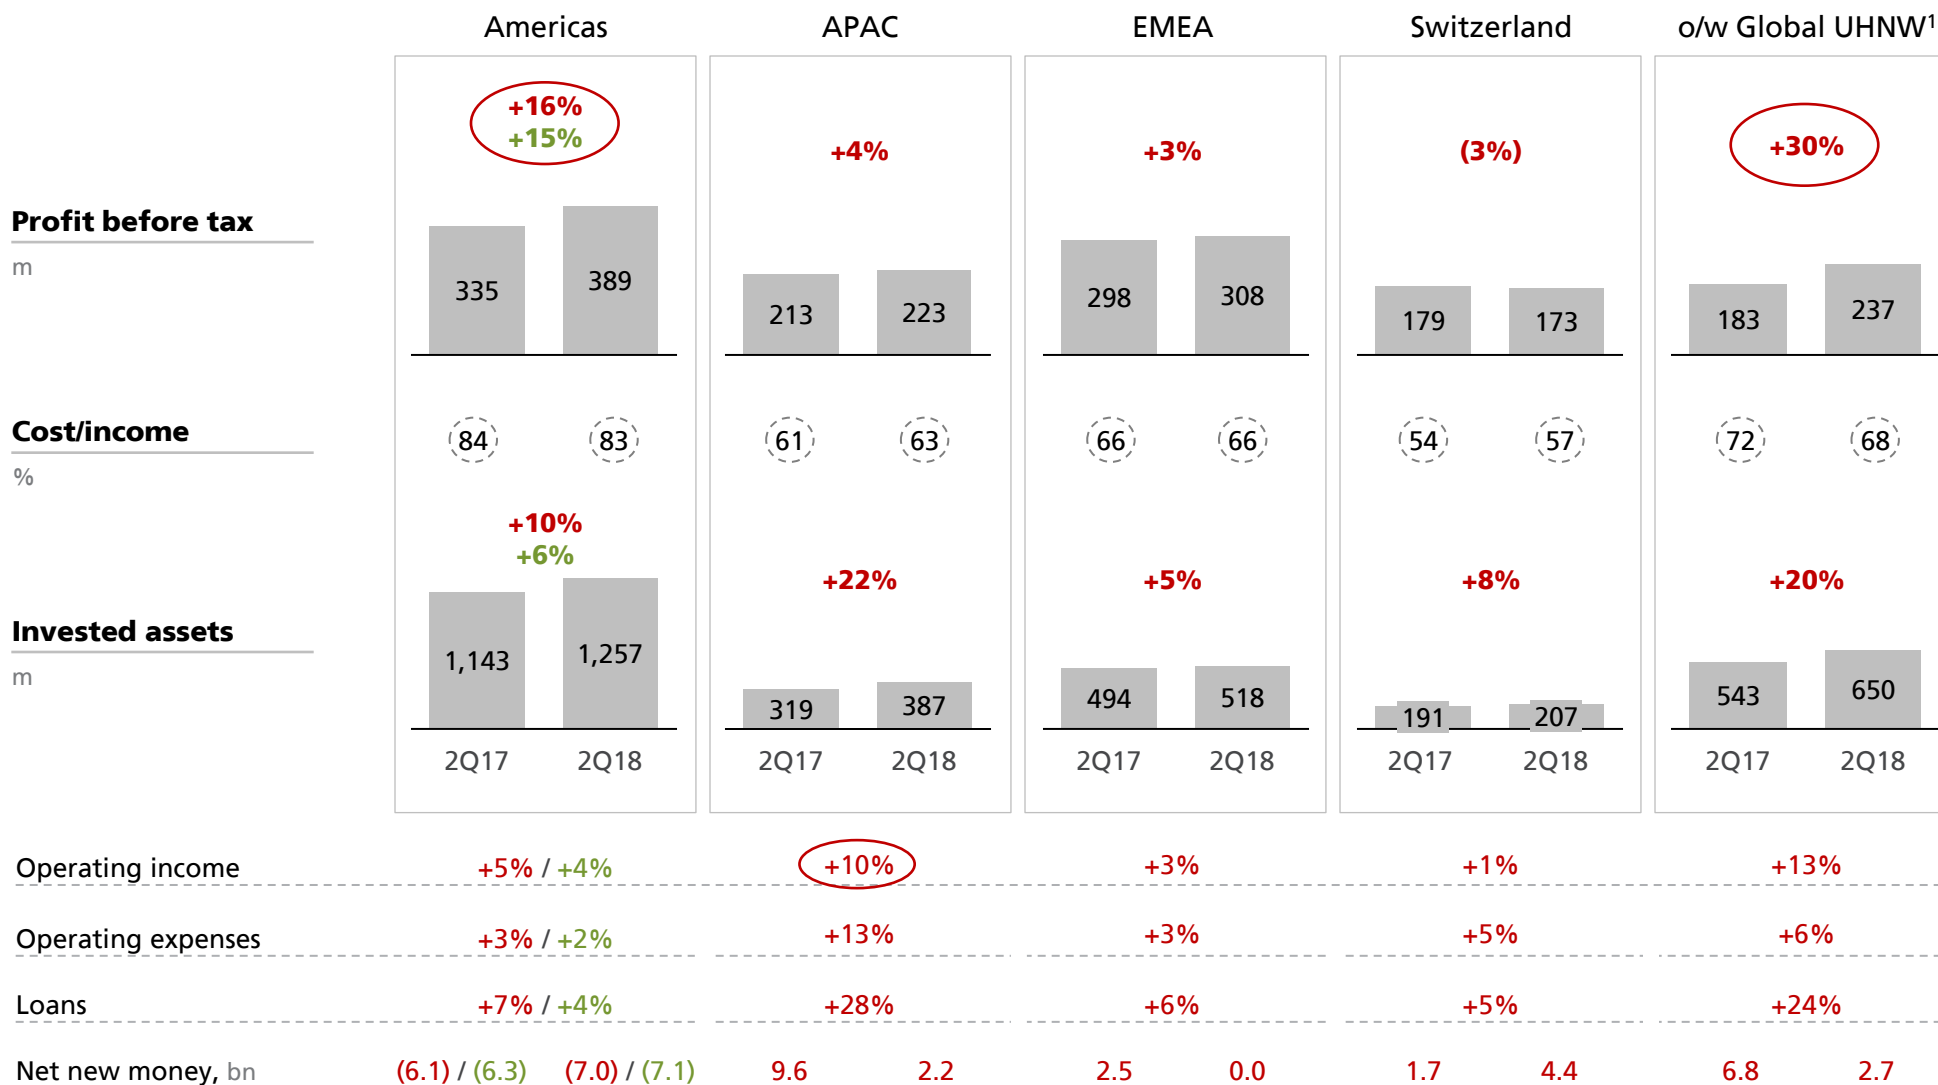 Americas APAC EMEA Switzerland o/w Global UHNW¹
+16%
+15%
+4% +3% (3%) +30%
Profit before tax
m
335 389 213 223 298 308 179 173 183 237
Cost/income
%
84 83 61 63 66 66 54 57 72 68
+10%
+6%
+22% +5% +8% +20%
Invested assets
m
1,143 1,257 319 387 494 518 191 207 543 650
2Q17 2Q18 2Q17 2Q18 2Q17 2Q18 2Q17 2Q18 2Q17 2Q18
Operating income +5% / +4% +10% +3% +1% +13%
Operating expenses +3% / +2% +13% +3% +5% +6%
Loans +7% / +4% +28% +6% +5% +24%
Net new money, bn (6.1) / (6.3) (7.0) / (7.1) 9.6 2.2 2.5 0.0 1.7 4.4 6.8 2.7